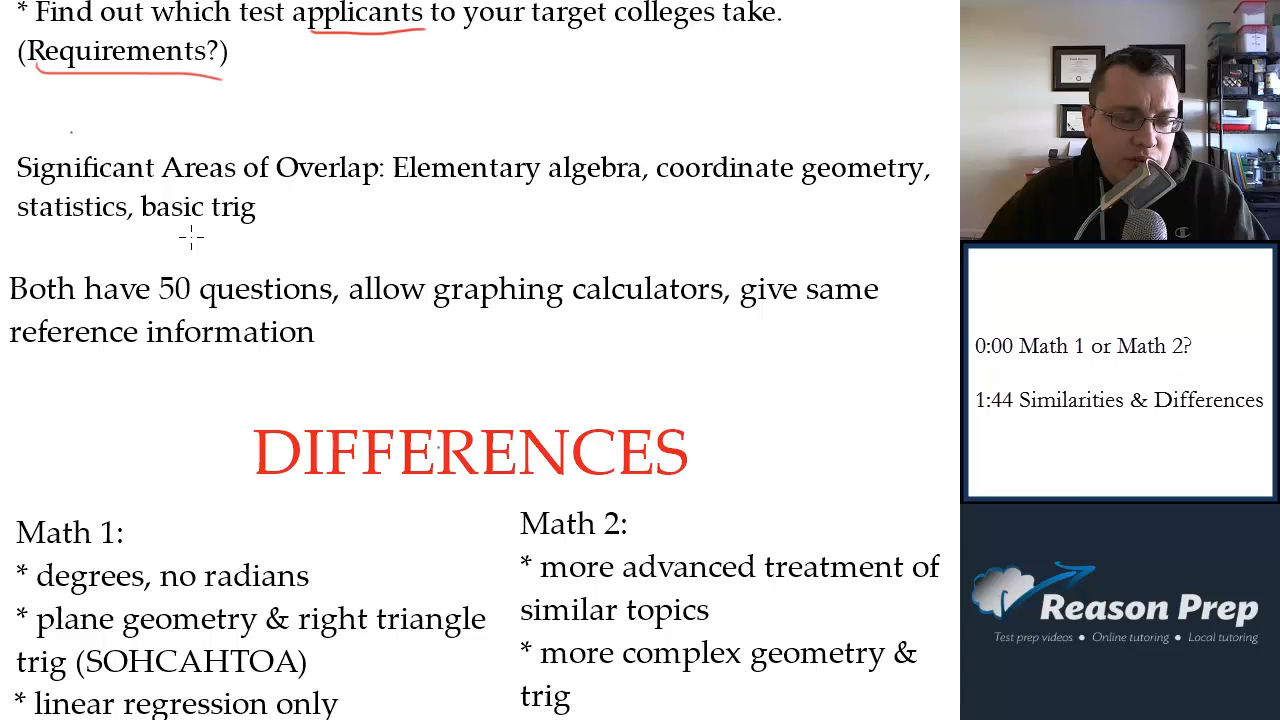 * Find out which test applicants to your target colleges take.
(Requirements?)
Significant Areas of Overlap: Elementary algebra, coordinate geometry,
statistics, basic trig
Both have 50 questions, allow graphing calculators, give same
reference information
DIFFERENCES
Math 1:
* degrees, no radians
* plane geometry & right triangle
trig (SOHCAHTOA)
* linear regression only
Math 2:
* more advanced treatment of
similar topics
* more complex geometry &
trig
0:00 Math 1 or Math 2?
1:44 Similarities & Differences
Reason Prep
Test prep videos ● Online tutoring ● Local tutoring